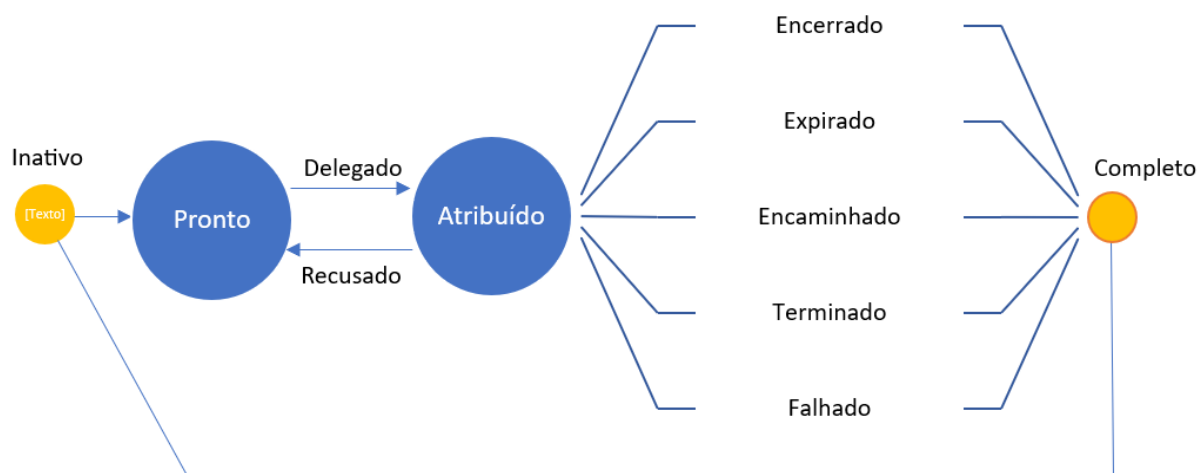 Inativo
[Texto]
Pronto
Delegado
Recusado
Atribuído
Encerrado
Expirado
Encaminhado
Terminado
Falhado
Completo